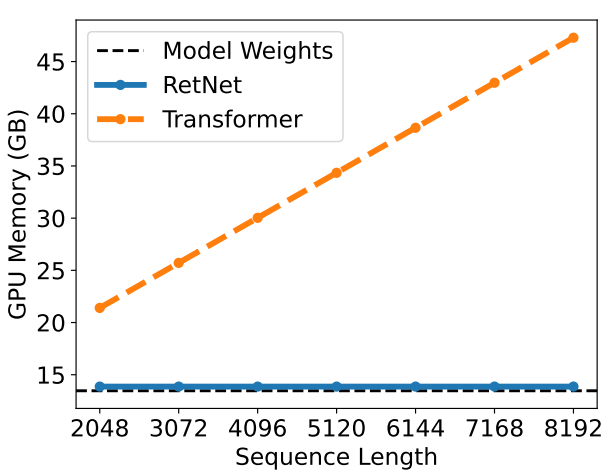 Model Weights
RetNet
Transformer
GPU Memory (GB)
45
40
35
30
25
20
15
2048 3072 4096 5120 6144 7168 8192
Sequence Length